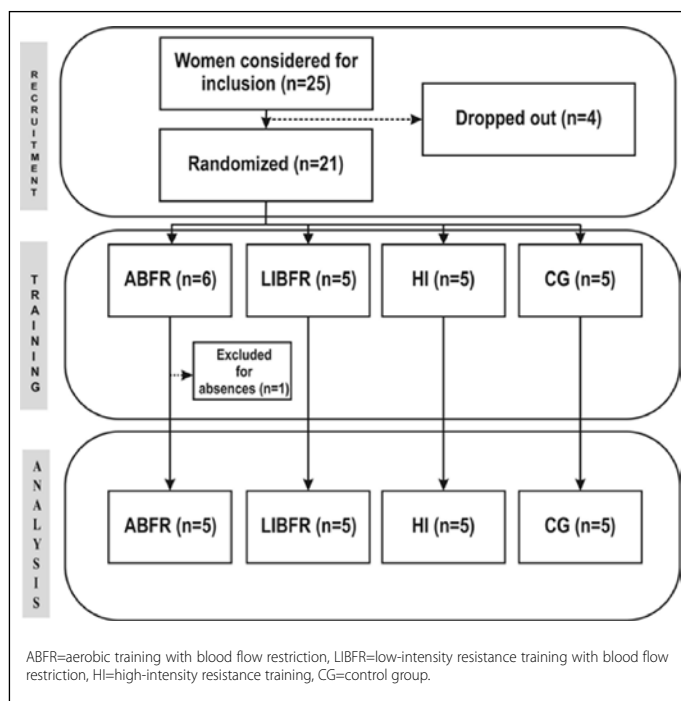 RECRUITMENT
Women considered for
inclusion (n=25)
Dropped out (n=4)
Randomized (n=21)
TRAINING
ABFR (n=6)
LIBFR (n=5)
HI (n=5)
CG (n=5)
Excluded
for
absences (n=1)
ANALYSIS
ABFR (n=5)
LIBFR (n=5)
HI (n=5)
CG (n=5)
ABFR=aerobic training with blood flow restriction, LIBFR=low-intensity resistance training with blood flow
restriction, HI=high-intensity resistance training, CG=control group.